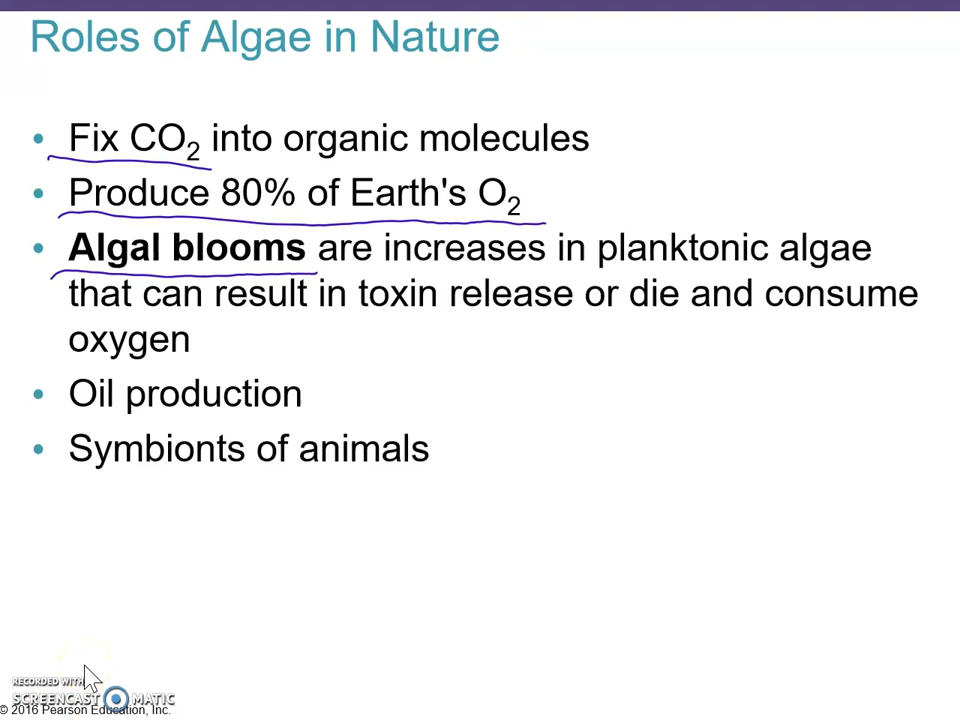 Roles of Algae in Nature
• Fix CO₂ into organic molecules
• Produce 80% of Earth's O₂
• Algal blooms are increases in planktonic algae
that can result in toxin release or die and consume
oxygen
• Oil production
• Symbionts of animals
RECORDED WITH
SCREENCAST MATIC
© 2016 Pearson Education, Inc.